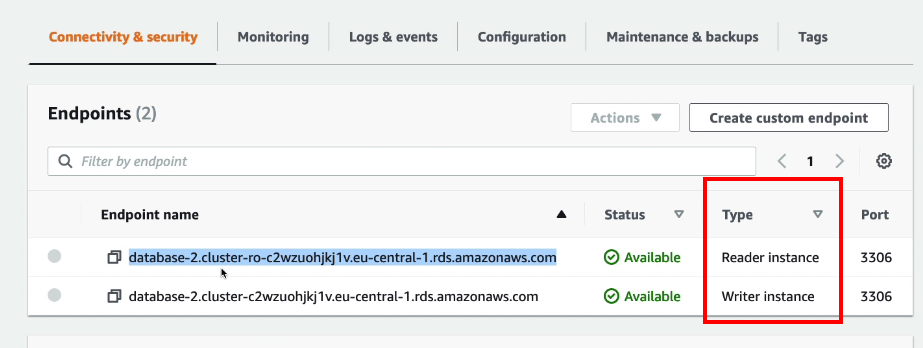 Connectivity & security Monitoring Logs & events Configuration Maintenance & backups Tags
Endpoints (2)
Actions Create custom endpoint
Filter by endpoint 1
Endpoint name Status Type Port
database-2.cluster-ro-c2wzuohjkj1v.eu-central-1.rds.amazonaws.com Available Reader instance 3306
database-2.cluster-c2wzuohjkj1v.eu-central-1.rds.amazonaws.com Available Writer instance 3306